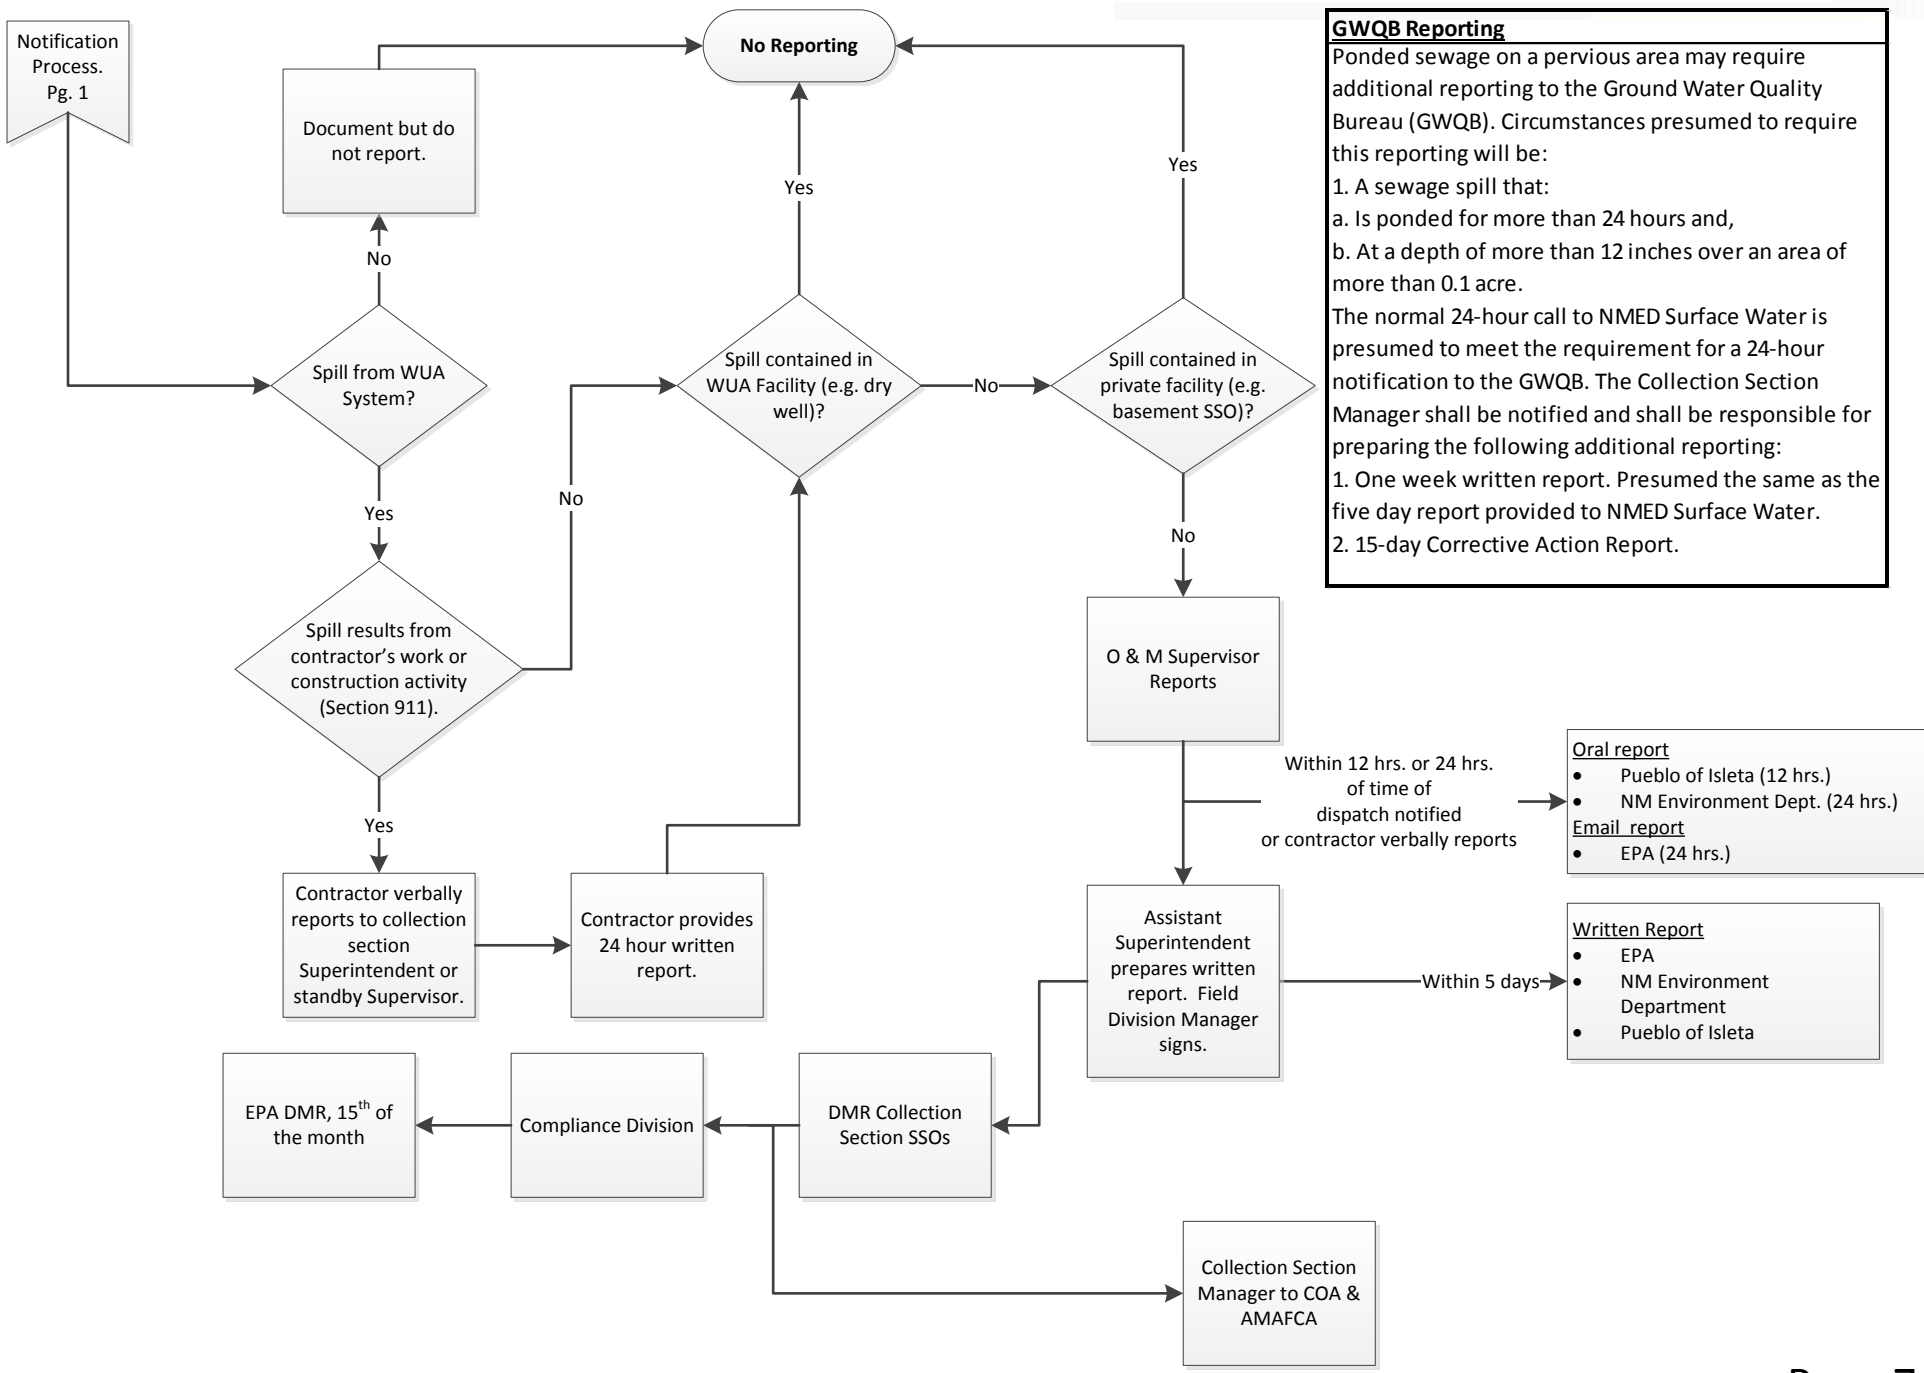 Notification
Process.
Pg. 1
Document but do
not report.
No Reporting
Yes
Yes
No
Spill from WUA
System?
Spill contained in
WUA Facility (e.g. dry
well)?
No
Spill contained in
private facility (e.g.
basement SSO)?
Yes
No
No
Spill results from
contractor’s work or
construction activity
(Section 911).
O & M Supervisor
Reports
Yes
Within 12 hrs. or 24 hrs.
of time of
dispatch notified
or contractor verbally reports
Contractor verbally
reports to collection
section
Superintendent or
standby Supervisor.
Contractor provides
24 hour written
report.
Assistant
Superintendent
prepares written
report.  Field
Division Manager
signs.
Within 5 days
EPA DMR, 15th of
the month
Compliance Division
DMR Collection
Section SSOs
Collection Section
Manager to COA &
AMAFCA
GWQB Reporting
Ponded sewage on a pervious area may require
additional reporting to the Ground Water Quality
Bureau (GWQB). Circumstances presumed to require
this reporting will be:
1. A sewage spill that:
a. Is ponded for more than 24 hours and,
b. At a depth of more than 12 inches over an area of
more than 0.1 acre.
The normal 24-hour call to NMED Surface Water is
presumed to meet the requirement for a 24-hour
notification to the GWQB. The Collection Section
Manager shall be notified and shall be responsible for
preparing the following additional reporting:
1. One week written report. Presumed the same as the
five day report provided to NMED Surface Water.
2. 15-day Corrective Action Report.
Oral report
• Pueblo of Isleta (12 hrs.)
• NM Environment Dept. (24 hrs.)
Email  report
• EPA (24 hrs.)
Written Report
• EPA
• NM Environment
Department
• Pueblo of Isleta